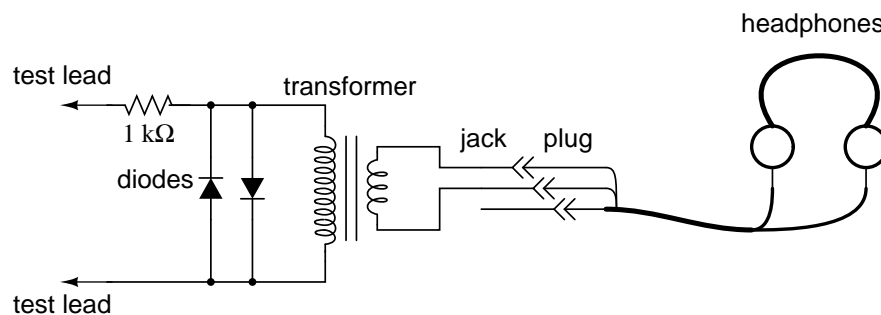 headphones
test lead
transformer
1 kΩ
jack
plug
diodes
test lead